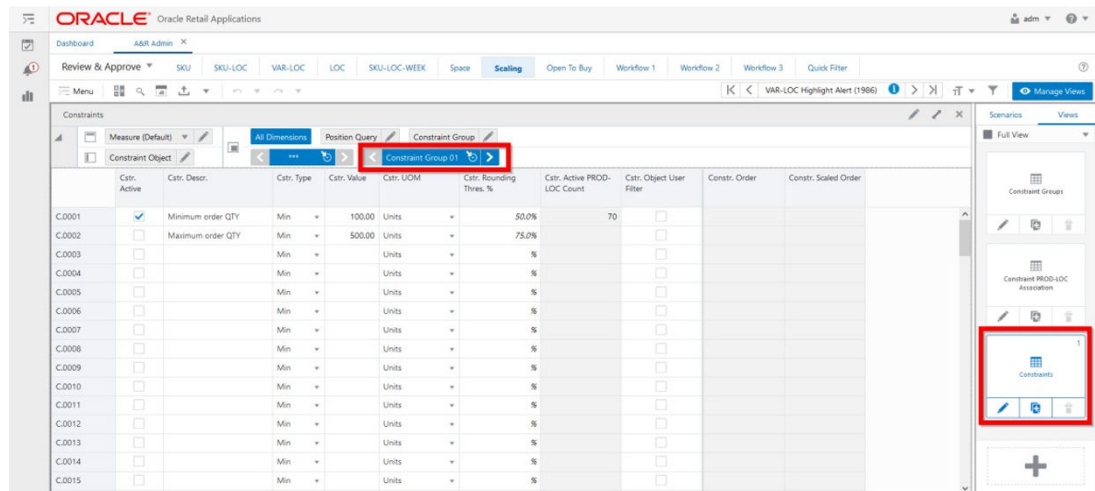 ORACLE® Oracle Retail Applications adm
Dashboard A&R Admin ×
Review & Approve SKU SKU-LOC VAR-LOC LOC SKU-LOC-WEEK Space Scaling Open To Buy Workflow 1 Workflow 2 Workflow 3 Quick Filter
1 Menu VAR-LOC Highlight Alert (1986) Manage Views
Constraints Scenarios Views
Measure (Default) All Dimensions Position Query Constraint Group Full View
Constraint Object *** Constraint Group 01
Cstr. Active Cstr. Descr. Cstr. Type Cstr. Value Cstr. UOM Cstr. Rounding Thres. % Cstr. Active PROD-LOC Count Cstr. Object User Filter Constr. Order Constr. Scaled Order
Constraint Groups
C.0001 Minimum order QTY Min 100.00 Units 50.0% 70
C.0002 Maximum order QTY Min 500.00 Units 75.0%
C.0003 Min Units %
C.0004 Min Units %
Constraint PROD-LOC Association
C.0005 Min Units %
C.0006 Min Units %
C.0007 Min Units %
C.0008 Min Units %
1
C.0009 Min Units %
Constraints
C.0010 Min Units %
C.0011 Min Units %
C.0012 Min Units %
C.0013 Min Units %
C.0014 Min Units %
C.0015 Min Units %